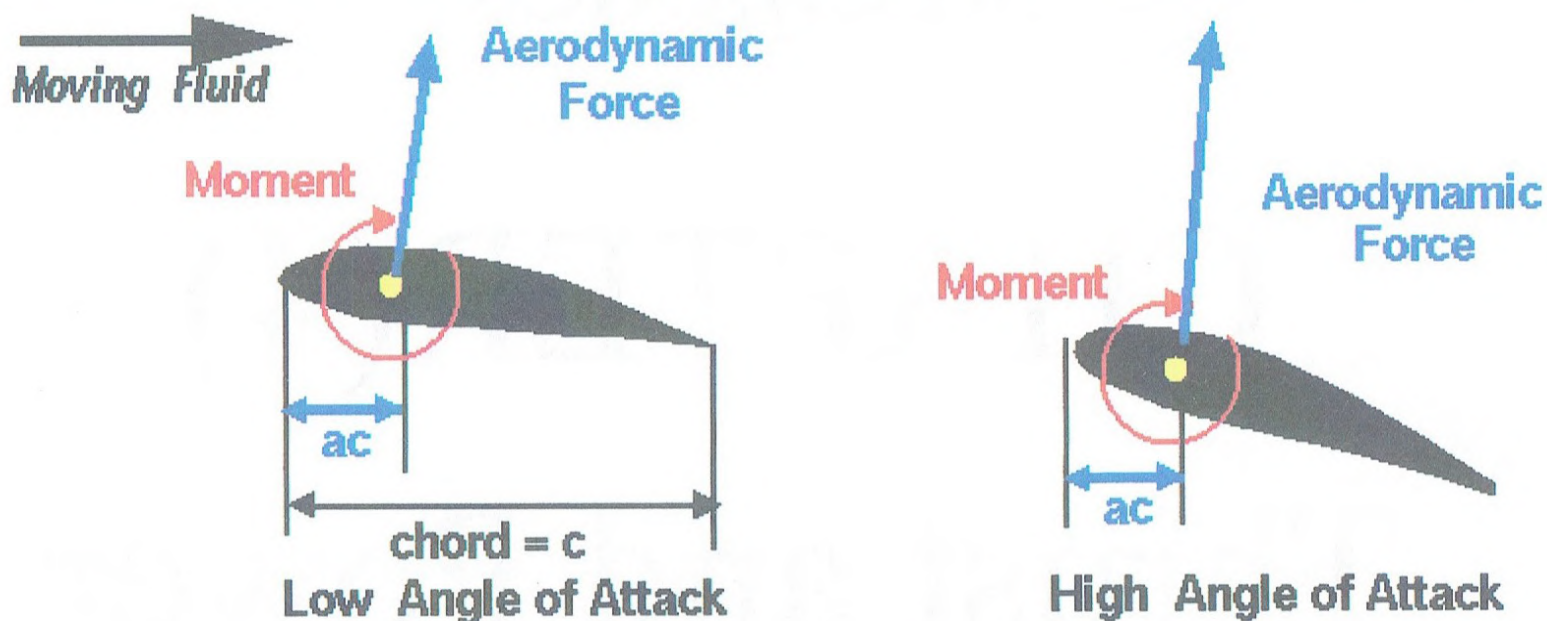 Moving Fluid
Aerodynamic
Force
Moment
ac
chord = c
Low Angle of Attack
Aerodynamic
Force
Moment
ac
High Angle of Attack